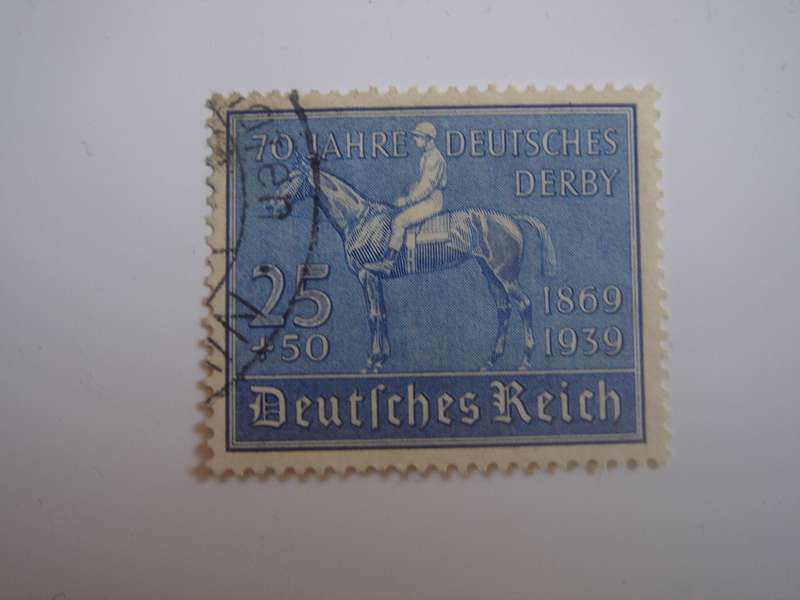 70 JAHRE DEUTSCHES
DERBY
25
+50
1869
1939
Deutſches Reich